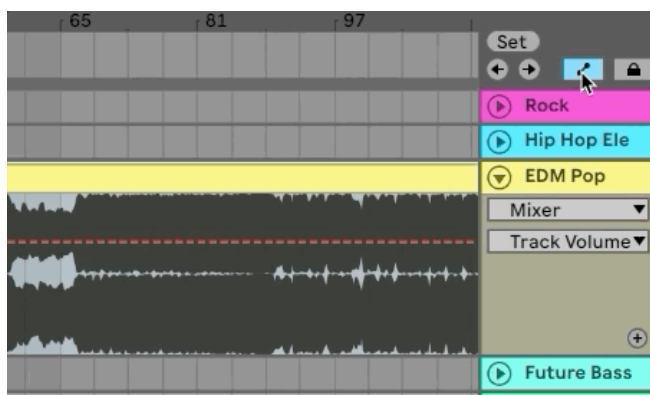 65 81 97
Set
Rock
Hip Hop Ele
EDM Pop
Mixer
Track Volume
Future Bass